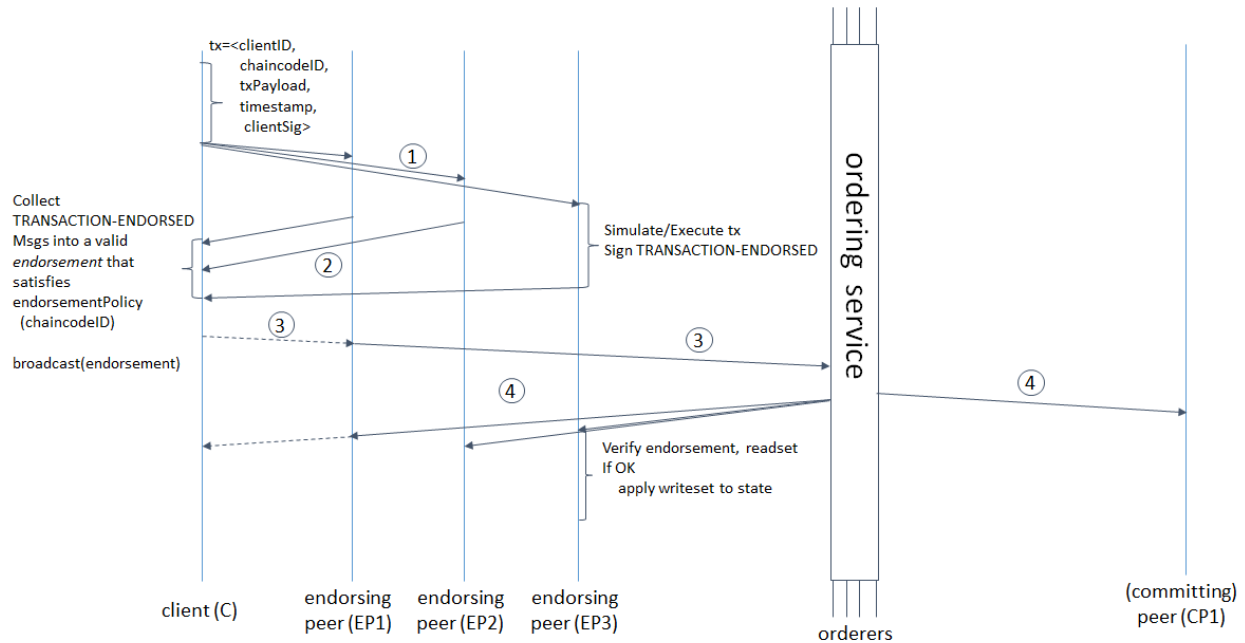 tx=<clientID,
chaincodeID,
txPayload,
timestamp,
clientSig>
1
Collect
TRANSACTION-ENDORSED
Msgs into a valid
endorsement that
satisfies
endorsementPolicy
(chaincodeID)
2
Simulate/Execute tx
Sign TRANSACTION-ENDORSED
3
3
broadcast(endorsement)
4
4
Verify endorsement, readset
If OK
apply writeset to state
ordering service
client (C)
endorsing
peer (EP1)
endorsing
peer (EP2)
endorsing
peer (EP3)
orderers
(committing)
peer (CP1)